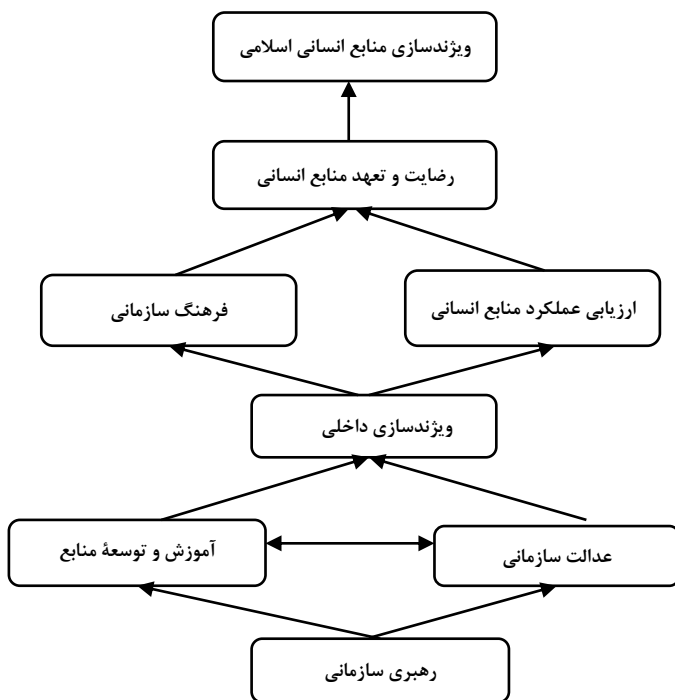 ویژندسازی منابع انسانی اسلامی
رضایت و تعهد منابع انسانی
ارزیابی عملکرد منابع انسانی
فرهنگ سازمانی
ویژندسازی داخلی
عدالت سازمانی
آموزش و توسعۀ منابع
رهبری سازمانی